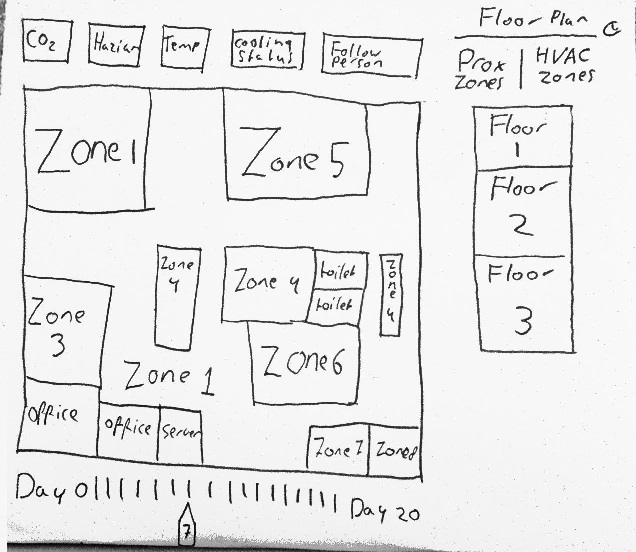 Floor Plan
CO2
Hazium
Temp
Cooling
Status
Follow
Person
Prox
Zones
HVAC
Zones
Zone 1
Zone 5
Floor
1
Floor
2
Floor
3
Zone
4
Zone 4
toilet
toilet
Zone 4
Zone
3
Zone 1
Zone 6
Office
Office
Server
Zone 7
Zone 8
Day 0
Day 20
7